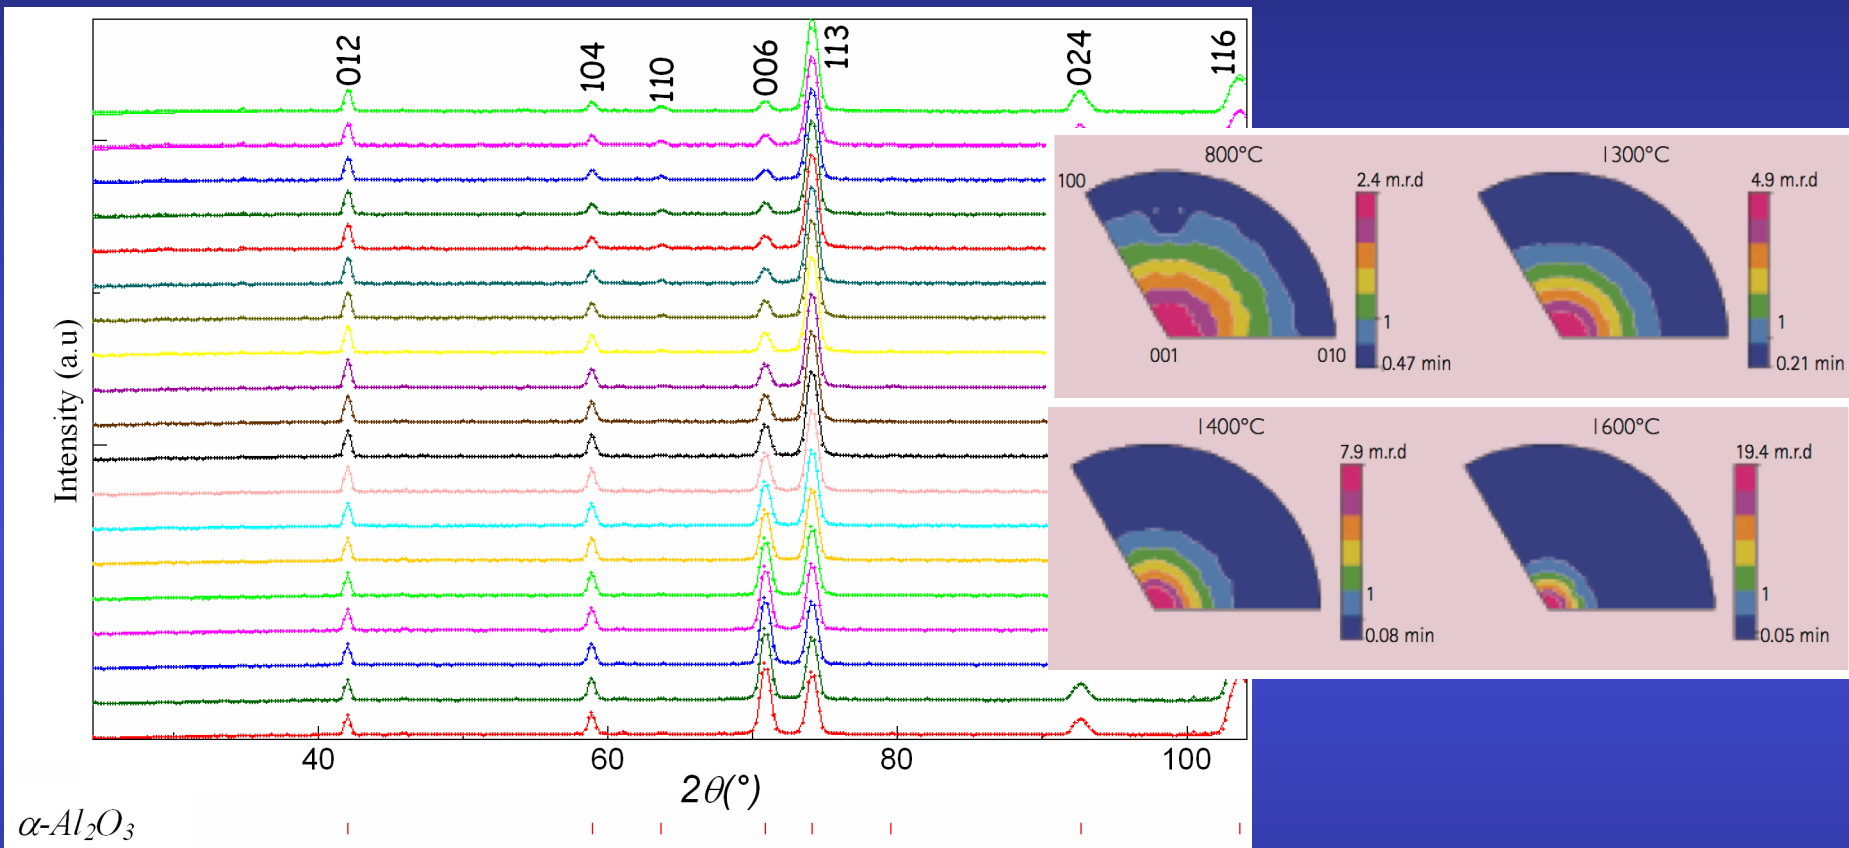 012
104
110
006
113
024
116
Intensity (a.u)
40
60
80
100
2θ(°)
α-Al₂O₃
800°C
100
001
010
2.4 m.r.d
1
0.47 min
1300°C
4.9 m.r.d
1
0.21 min
1400°C
7.9 m.r.d
1
0.08 min
1600°C
19.4 m.r.d
1
0.05 min